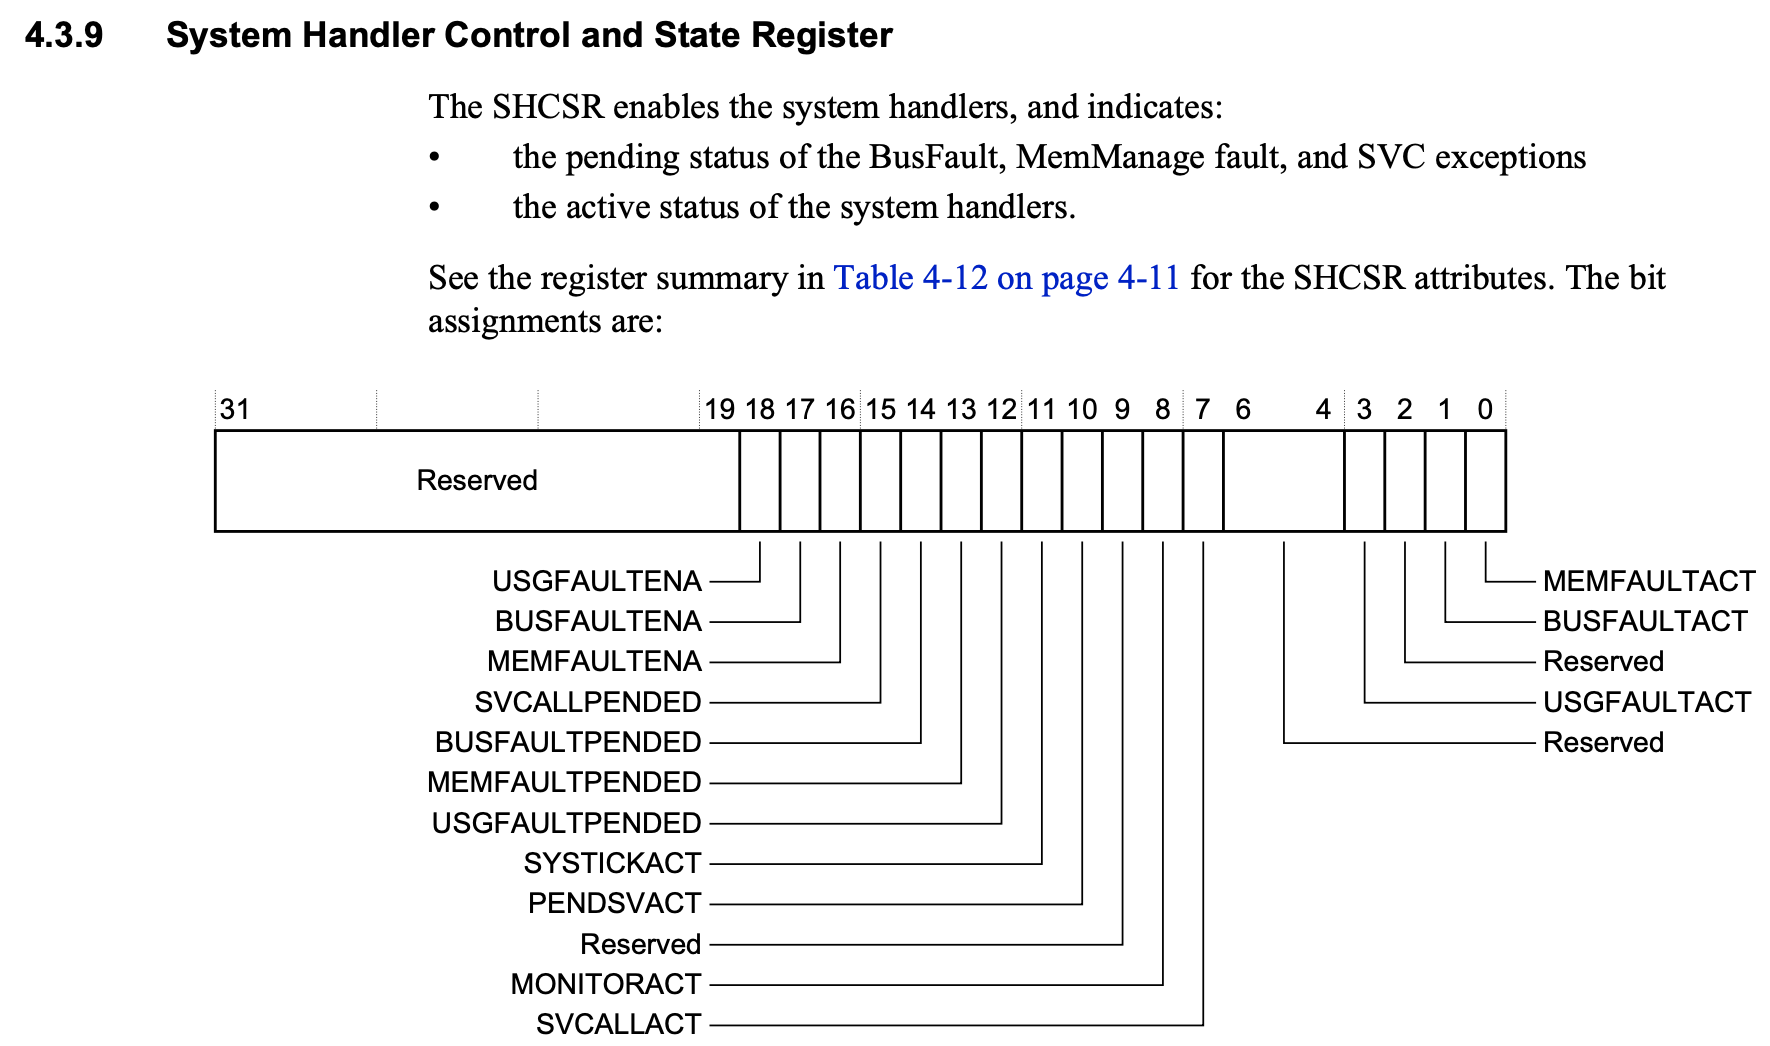 4.3.9 System Handler Control and State Register
The SHCSR enables the system handlers, and indicates:
• the pending status of the BusFault, MemManage fault, and SVC exceptions
• the active status of the system handlers.
See the register summary in Table 4-12 on page 4-11 for the SHCSR attributes. The bit
assignments are:
31 19 18 17 16 15 14 13 12 11 10 9 8 7 6 4 3 2 1 0
Reserved
USGFAULTENA
BUSFAULTENA
MEMFAULTENA
SVCALLPENDED
BUSFAULTPENDED
MEMFAULTPENDED
USGFAULTPENDED
SYSTICKACT
PENDSVACT
Reserved
MONITORACT
SVCALLACT
MEMFAULTACT
BUSFAULTACT
Reserved
USGFAULTACT
Reserved